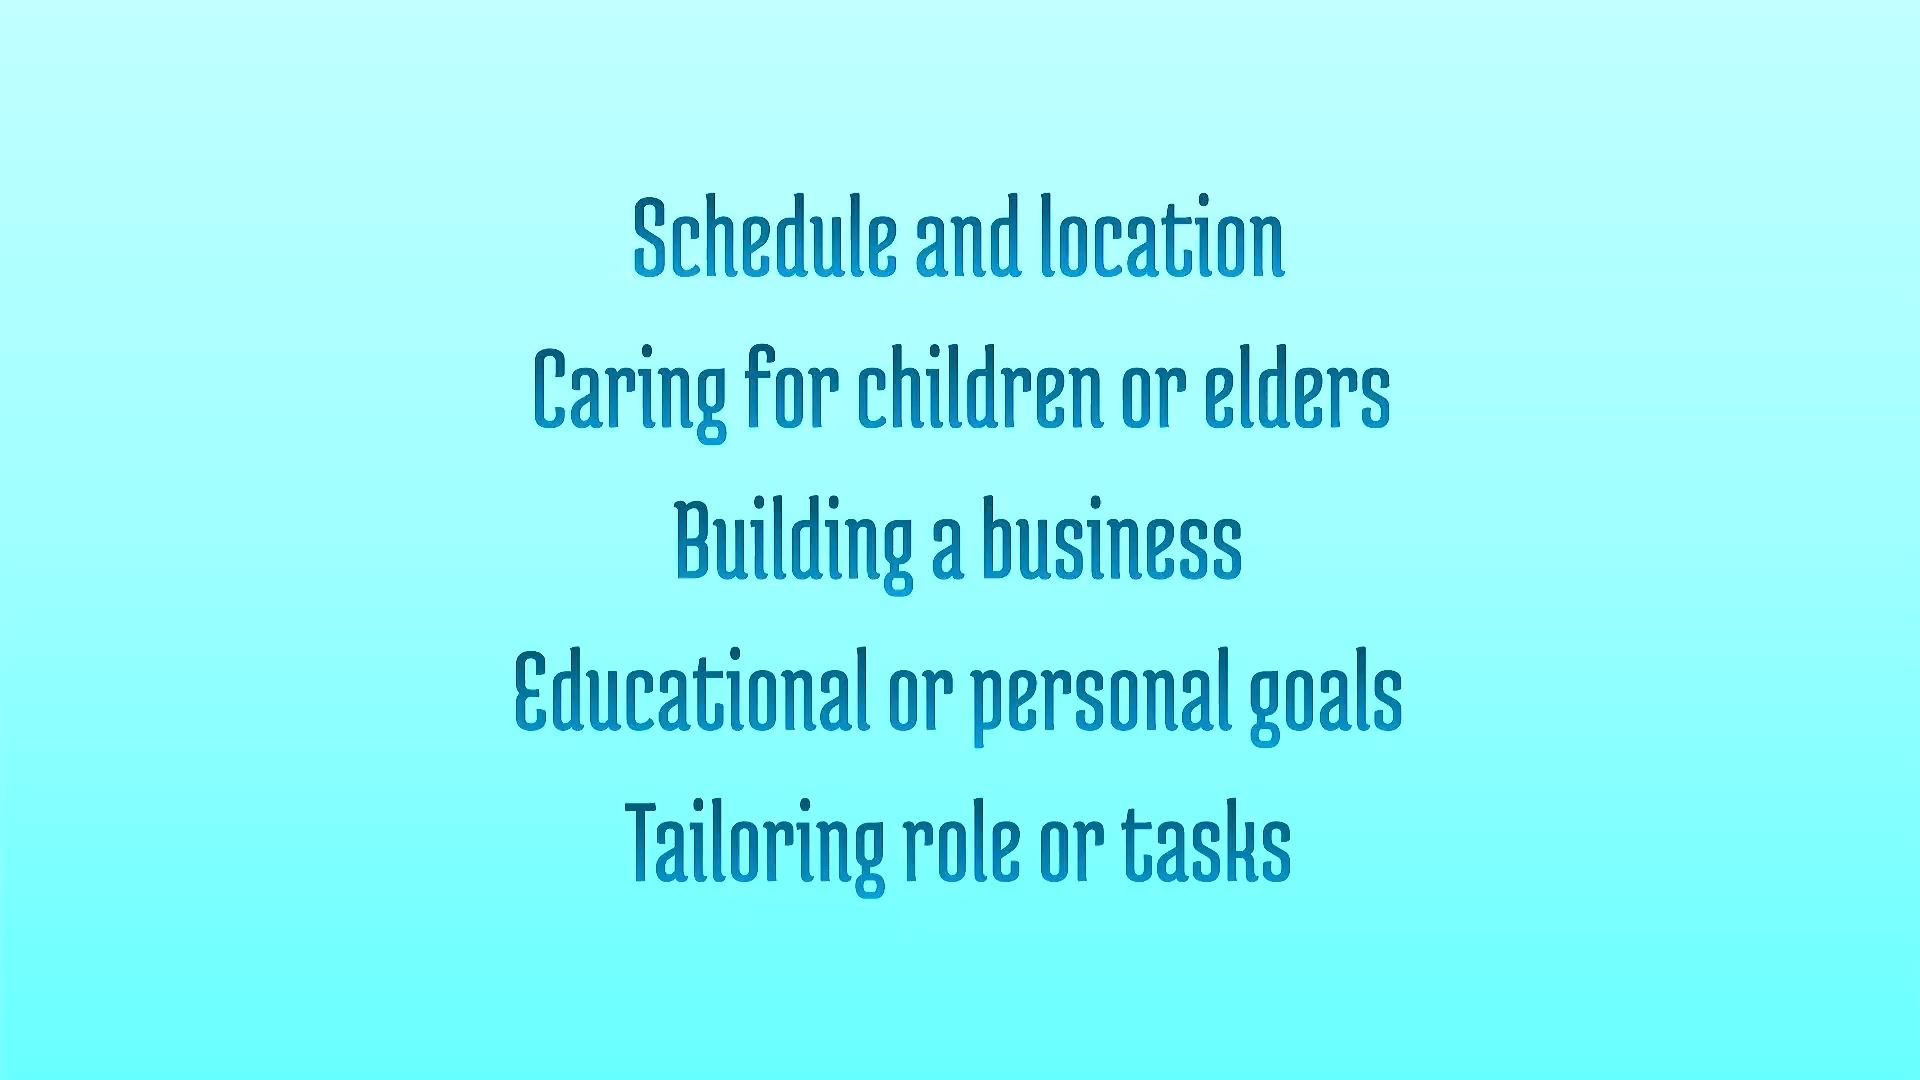 Schedule and location
Caring for children or elders
Building a business
Educational or personal goals
Tailoring role or tasks